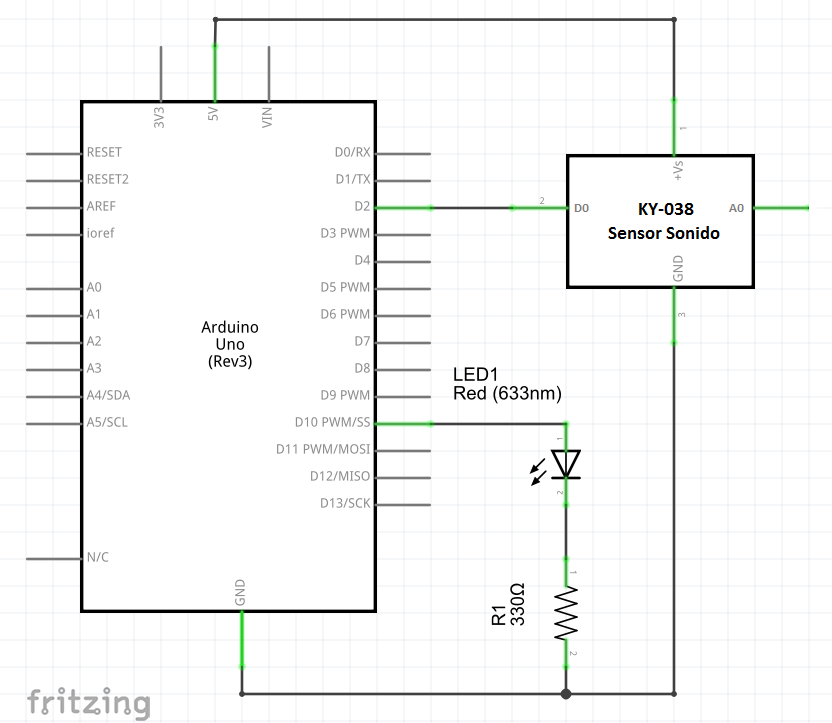 3V3
5V
VIN
RESET
RESET2
AREF
ioref
A0
A1
A2
A3
A4/SDA
A5/SCL
N/C
Arduino
Uno
(Rev3)
D0/RX
D1/TX
D2
D3 PWM
D4
D5 PWM
D6 PWM
D7
D8
D9 PWM
D10 PWM/SS
D11 PWM/MOSI
D12/MISO
D13/SCK
GND
1
+Vs
2
D0
KY-038
Sensor Sonido
A0
GND
3
LED1
Red (633nm)
1
2
1
R1
330Ω
2
fritzing